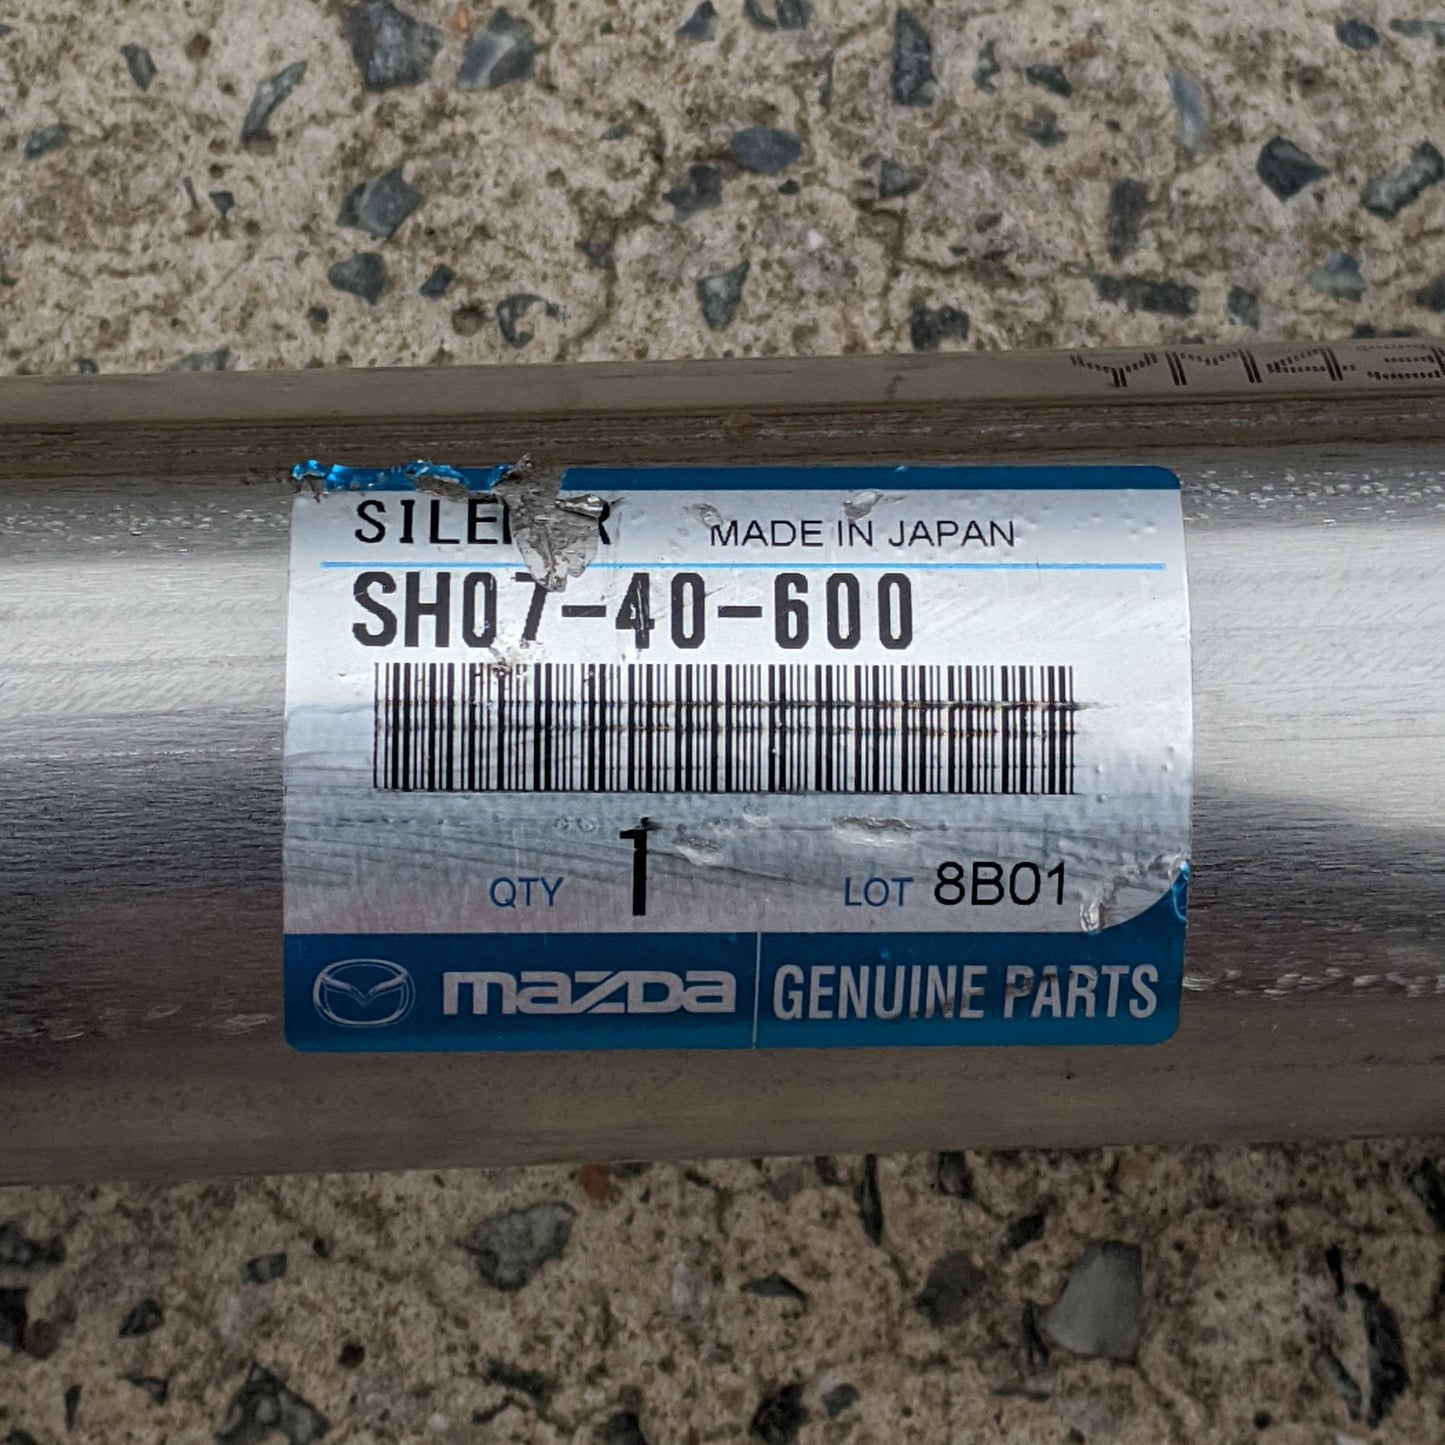 MADE IN JAPAN
SH07-40-600
QTY 1 LOT 8B01
mazda GENUINE PARTS